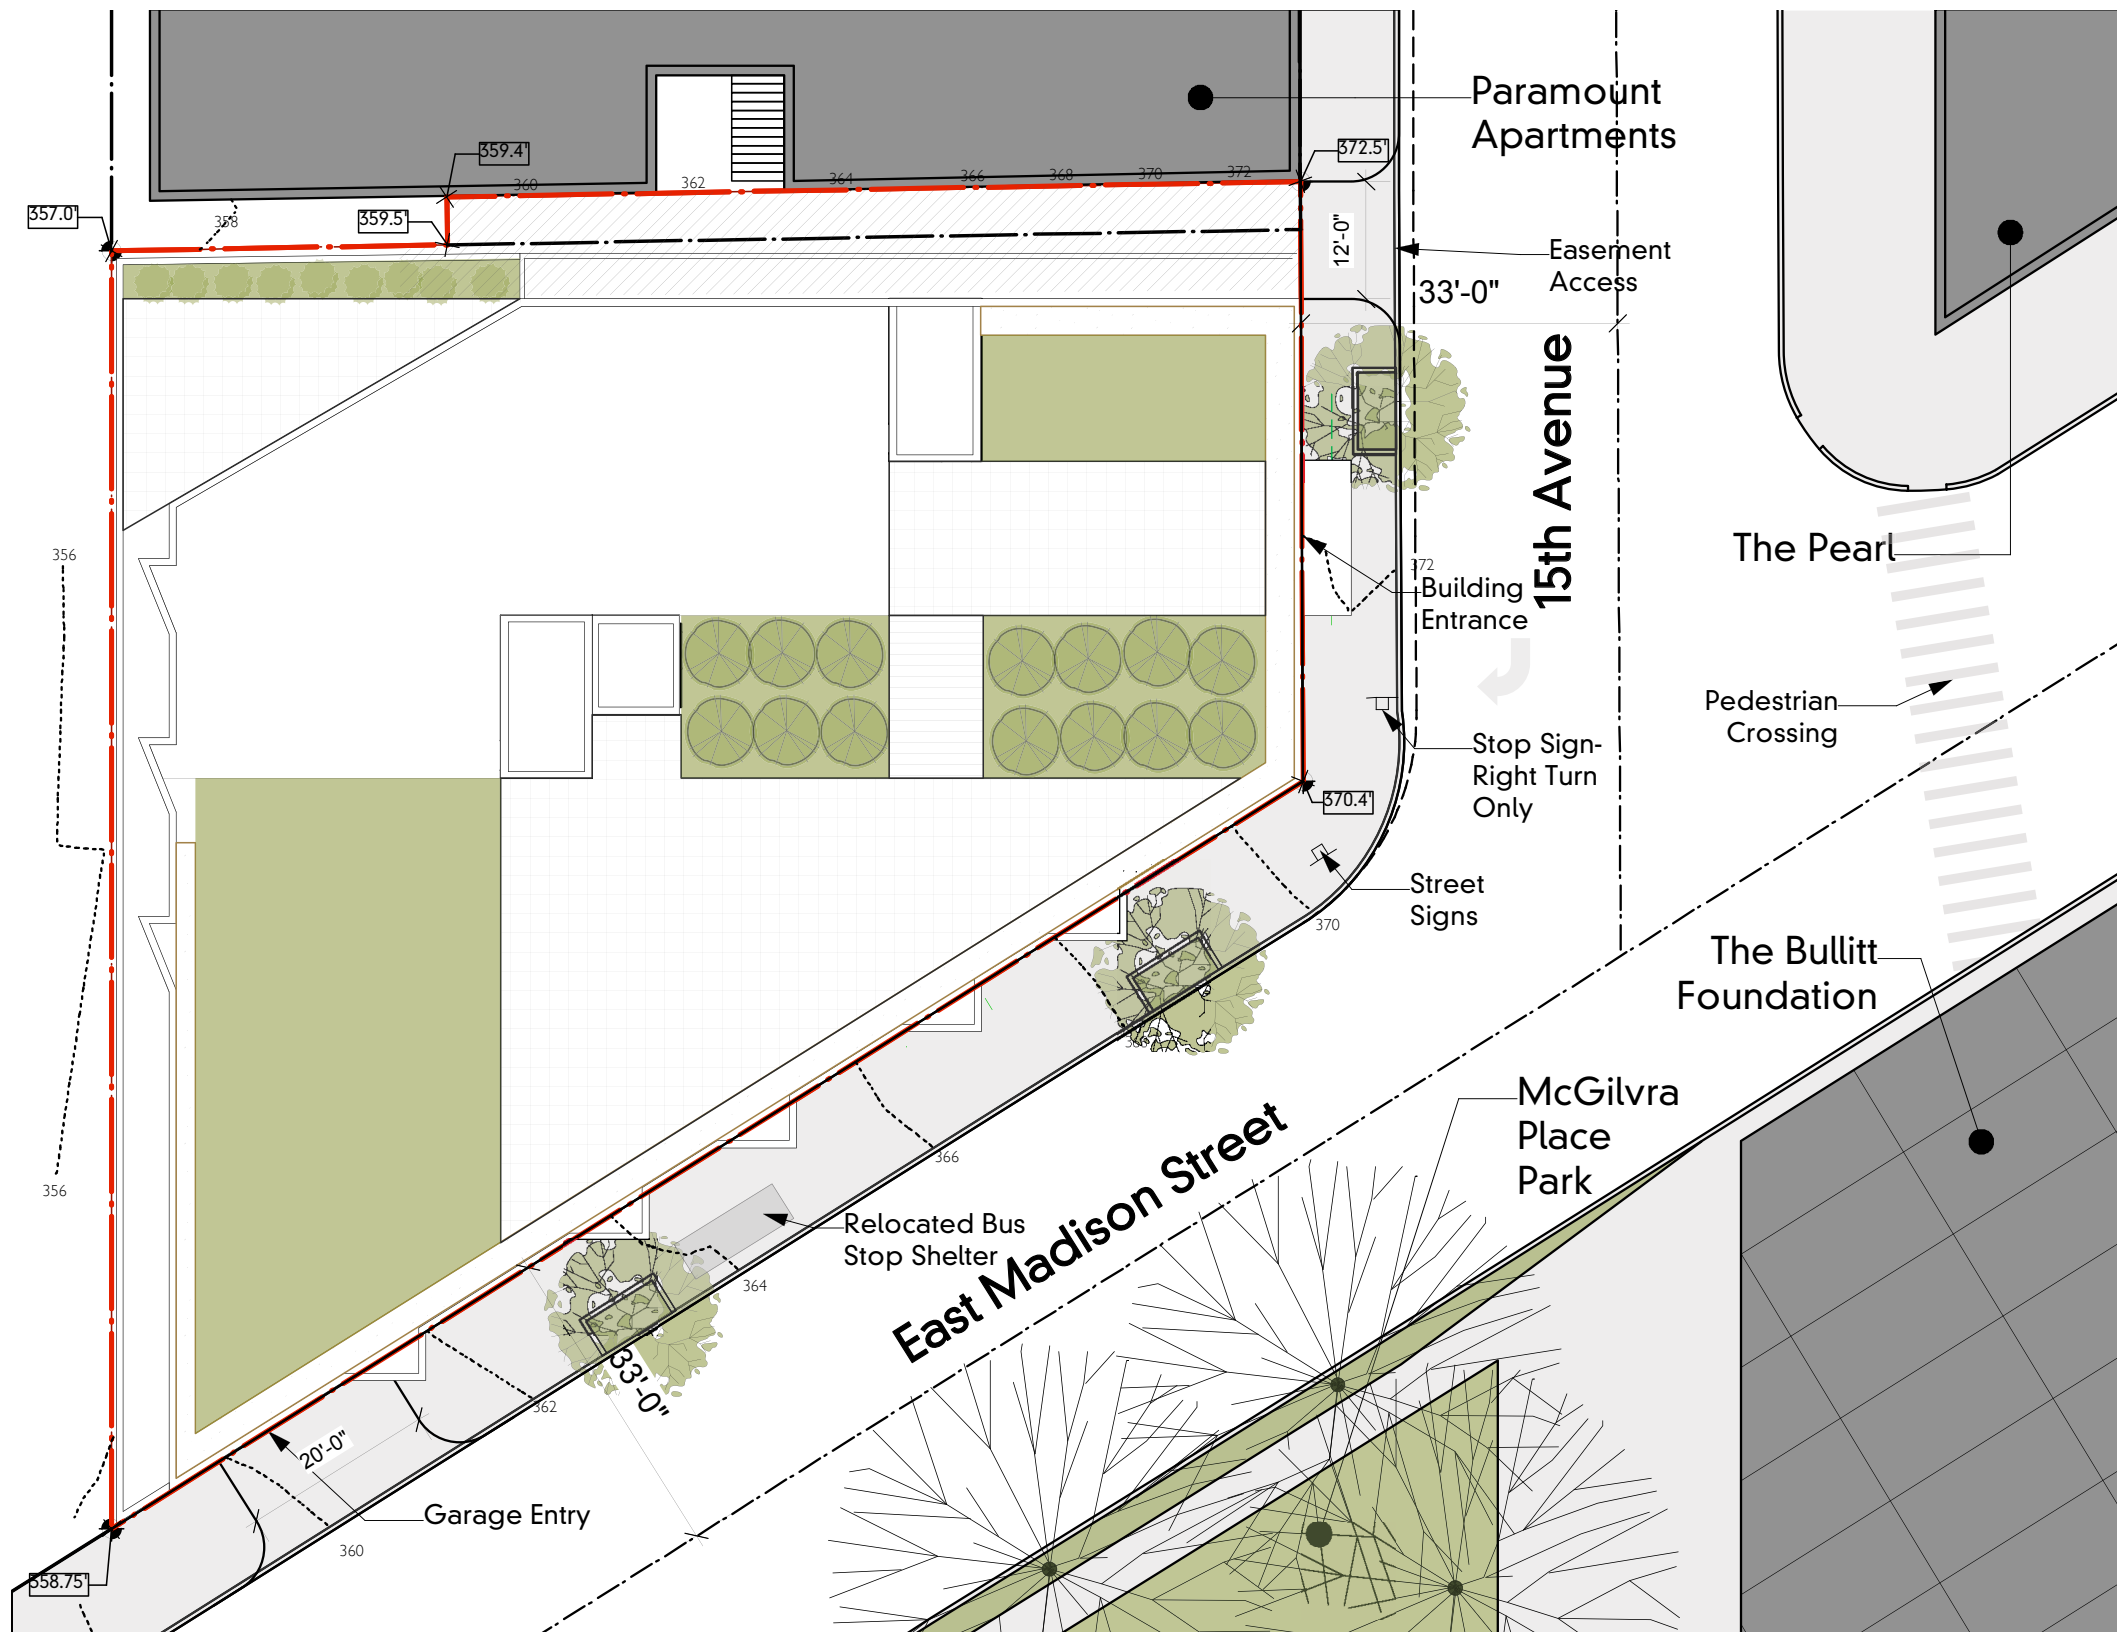 Paramount
Apartments
359.4'
372.5'
360
362
364
366
368
370
372
357.0'
358
359.5'
12'-0"
Easement
Access
33'-0"
15th Avenue
356
The Pearl
372
Building
Entrance
Pedestrian
Crossing
Stop Sign-
Right Turn
Only
370.4'
Street
Signs
370
The Bullitt
Foundation
McGilvra
Place
Park
366
East Madison Street
356
Relocated Bus
Stop Shelter
364
33'-0"
362
20'-0"
Garage Entry
360
358.75'